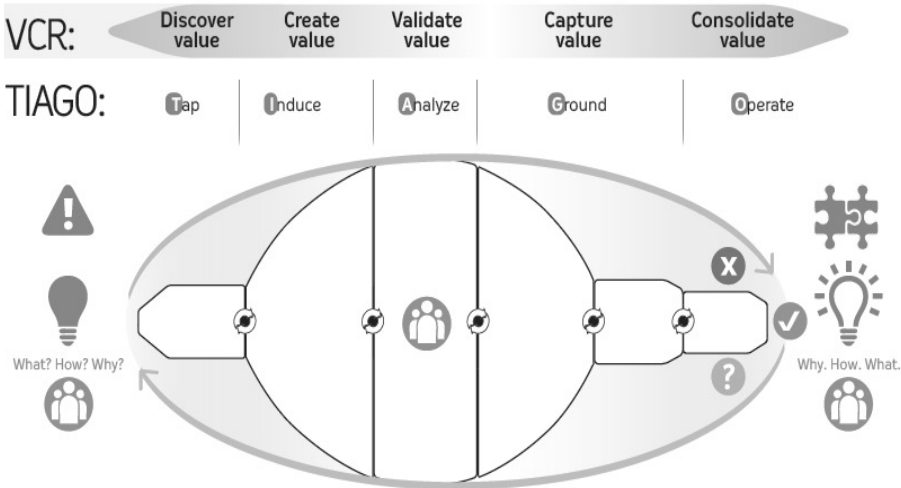 VCR:
Discover value
Create value
Validate value
Capture value
Consolidate value
TIAGO:
Tap
Induce
Analyze
Ground
Operate
!
X
What? How? Why?
Why. How. What.
?